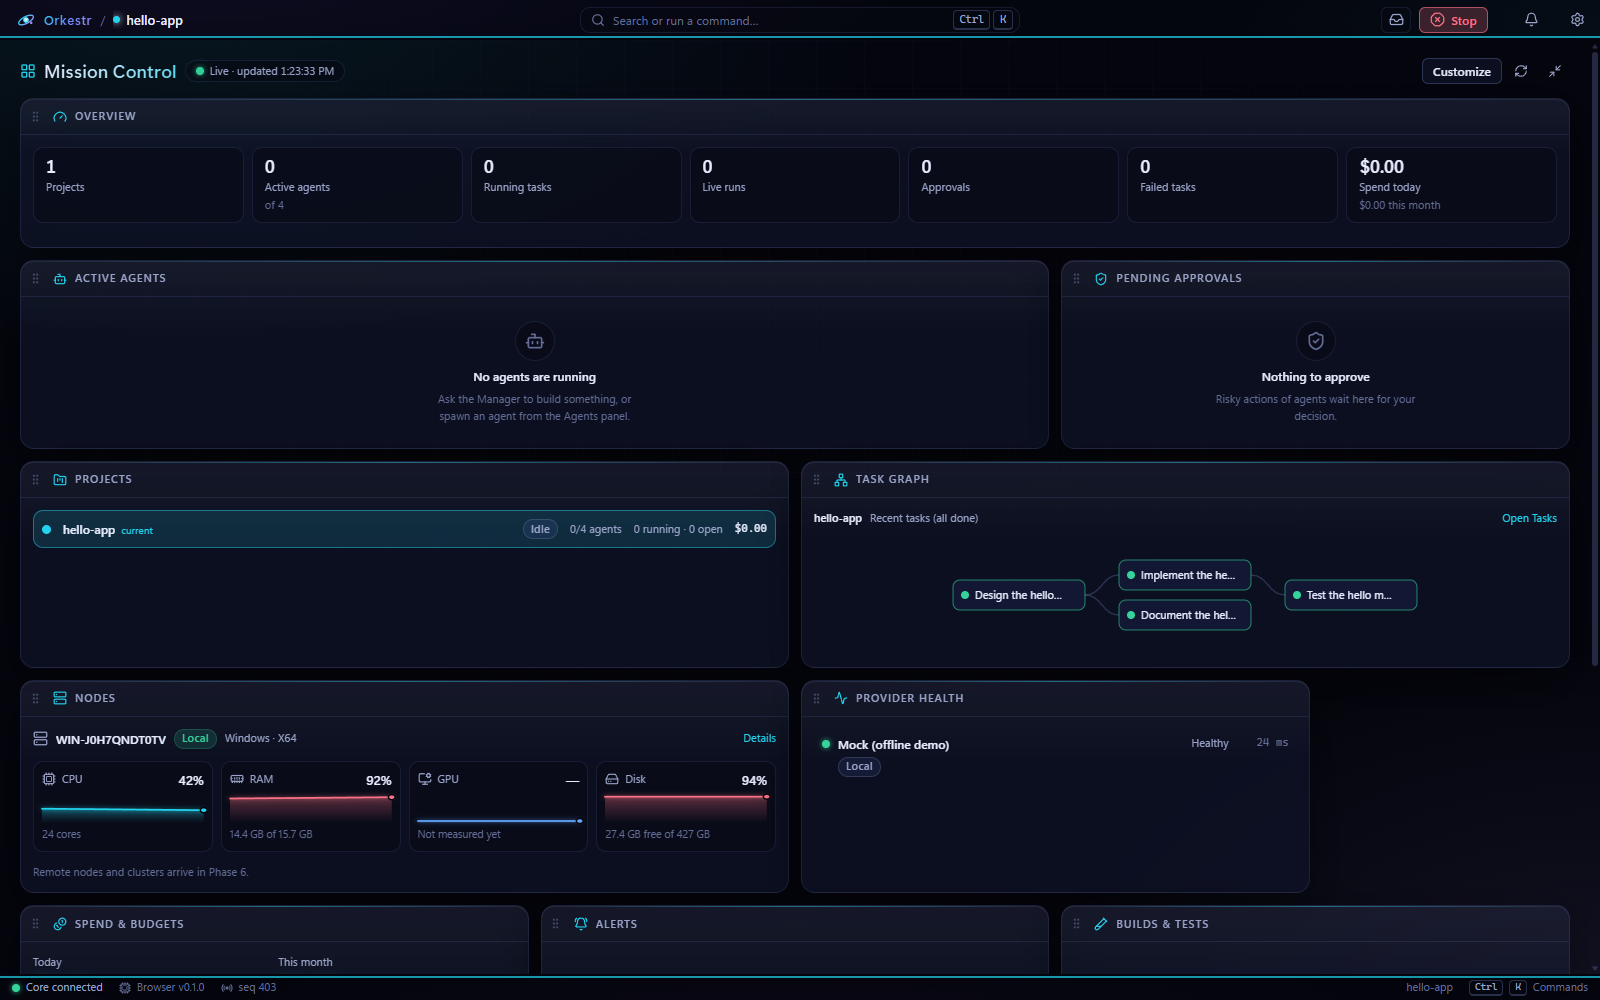 Orkestr / hello-app
Search or run a command... Ctrl K
Stop
Mission Control
Live · updated 1:23:33 PM
Customize
OVERVIEW
1
Projects
0
Active agents
of 4
0
Running tasks
0
Live runs
0
Approvals
0
Failed tasks
$0.00
Spend today
$0.00 this month
ACTIVE AGENTS
No agents are running
Ask the Manager to build something, or
spawn an agent from the Agents panel.
PENDING APPROVALS
Nothing to approve
Risky actions of agents wait here for your
decision.
PROJECTS
hello-app current Idle 0/4 agents 0 running · 0 open $0.00
TASK GRAPH
hello-app Recent tasks (all done) Open Tasks
Design the hello...
Implement the he...
Document the hel...
Test the hello m...
NODES
WIN-J0H7QNDT0TV Local Windows · X64 Details
CPU 42%
24 cores
RAM 92%
14.4 GB of 15.7 GB
GPU —
Not measured yet
Disk 94%
27.4 GB free of 427 GB
Remote nodes and clusters arrive in Phase 6.
PROVIDER HEALTH
Mock (offline demo) Healthy 24 ms
Local
SPEND & BUDGETS
Today This month
ALERTS
BUILDS & TESTS
Core connected Browser v0.1.0 seq 403 hello-app Ctrl K Commands